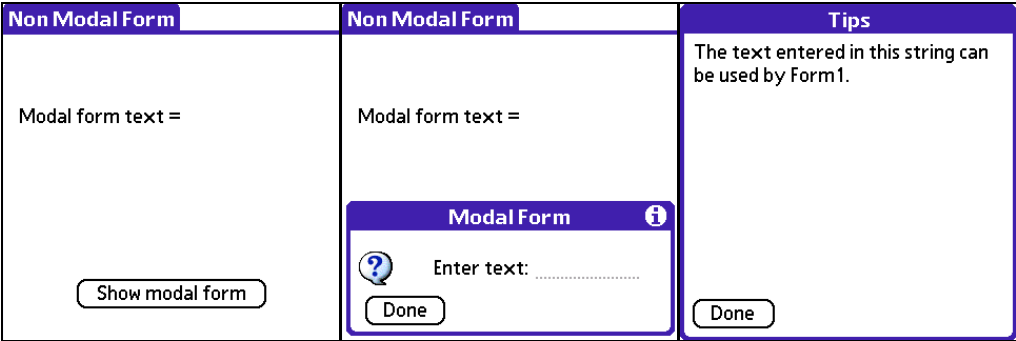 Non Modal Form
Modal form text =
Show modal form
Non Modal Form
Modal form text =
Modal Form
Enter text:
Done
Tips
The text entered in this string can
be used by Form1.
Done